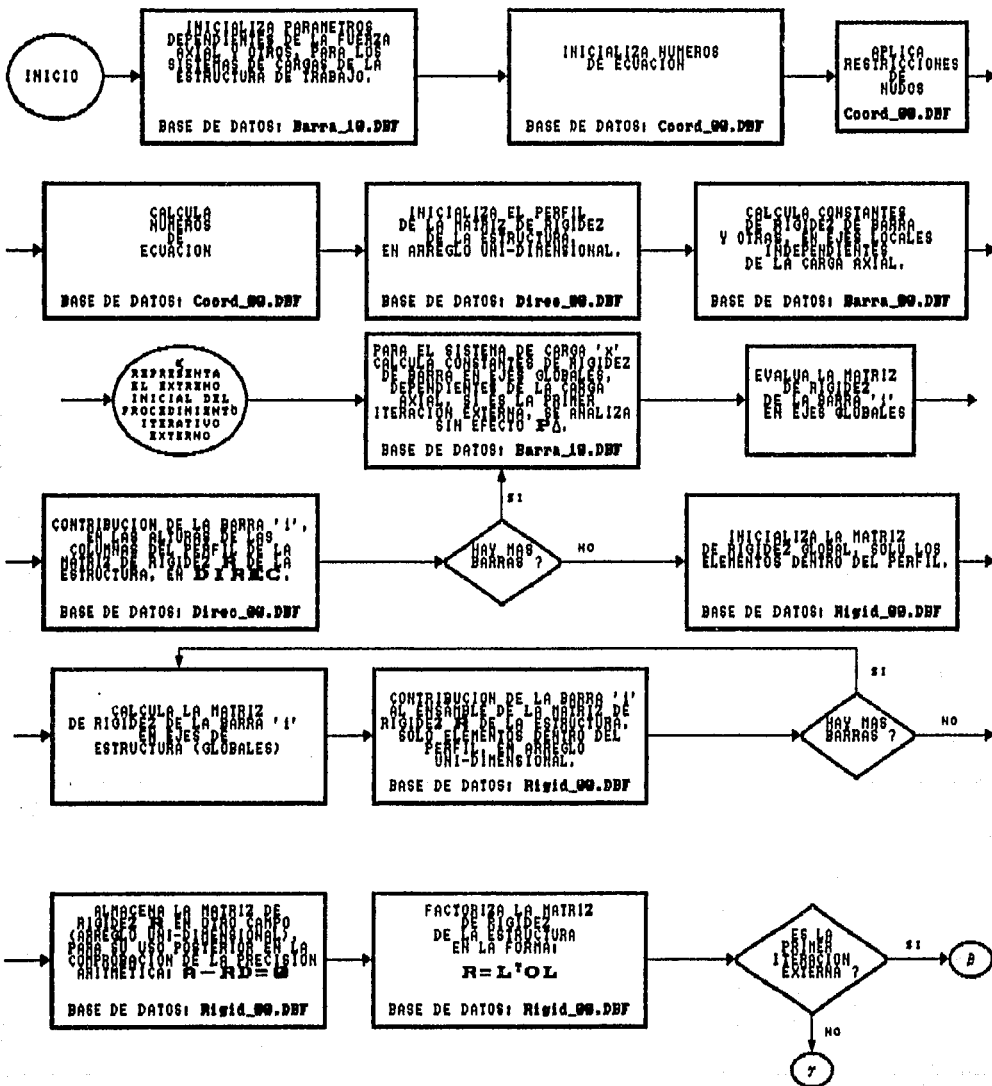 INICIO
INICIALIZA PARAMETROS
DEPENDIENTES DE LA FUERZA
AXIAL U OTROS, PARA LOS
SISTEMAS DE CARGAS DE LA
ESTRUCTURA DE TRABAJO.
BASE DE DATOS: Barra_10.DBF
INICIALIZA NUMEROS
DE ECUACION
BASE DE DATOS: Coord_00.DBF
APLICA
RESTRICCIONES
DE
NUDOS
Coord_00.DBF
CALCULA
NUMEROS
DE
ECUACION
BASE DE DATOS: Coord_00.DBF
INICIALIZA EL PERFIL
DE LA MATRIZ DE RIGIDEZ
DE LA ESTRUCTURA,
EN ARREGLO UNI-DIMENSIONAL.
BASE DE DATOS: Direc_00.DBF
CALCULA CONSTANTES
DE RIGIDEZ DE BARRA
Y OTRAS, EN EJES LOCALES
INDEPENDIENTES
DE LA CARGA AXIAL.
BASE DE DATOS: Barra_00.DBF
REPRESENTA
EL EXTREMO
INICIAL DEL
PROCEDIMIENTO
ITERATIVO
EXTERNO
PARA EL SISTEMA DE CARGA 'x'
CALCULA CONSTANTES DE RIGIDEZ
DE BARRA EN EJES GLOBALES,
DEPENDIENTES DE LA CARGA
AXIAL, SI ES LA PRIMER
ITERACION EXTERNA, SE ANALIZA
SIN EFECTO PΔ.
BASE DE DATOS: Barra_10.DBF
EVALUA LA MATRIZ
DE RIGIDEZ
DE LA BARRA 'i'
EN EJES GLOBALES
SI
CONTRIBUCION DE LA BARRA 'i',
EN LAS ALTURAS DE LAS
COLUMNAS DEL PERFIL DE LA
MATRIZ DE RIGIDEZ R DE LA
ESTRUCTURA, EN DIREC.
BASE DE DATOS: Direc_00.DBF
HAY MAS
BARRAS ?
NO
INICIALIZA LA MATRIZ
DE RIGIDEZ GLOBAL, SOLO LOS
ELEMENTOS DENTRO DEL PERFIL.
BASE DE DATOS: Rigid_00.DBF
SI
CALCULA LA MATRIZ
DE RIGIDEZ DE LA BARRA 'i'
EN EJES DE
ESTRUCTURA (GLOBALES)
CONTRIBUCION DE LA BARRA 'i'
AL ENSAMBLE DE LA MATRIZ DE
RIGIDEZ R DE LA ESTRUCTURA.
SOLO ELEMENTOS DENTRO DEL
PERFIL, EN ARREGLO
UNI-DIMENSIONAL.
BASE DE DATOS: Rigid_00.DBF
HAY MAS
BARRAS ?
NO
ALMACENA LA MATRIZ DE
RIGIDEZ R EN OTRO CAMPO
(ARREGLO UNI-DIMENSIONAL),
PARA SU USO POSTERIOR EN LA
COMPROBACION DE LA PRECISION
ARITMETICA: A-RD=0
BASE DE DATOS: Rigid_00.DBF
FACTORIZA LA MATRIZ
DE RIGIDEZ
DE LA ESTRUCTURA
EN LA FORMA:
R=LᵀOL
BASE DE DATOS: Rigid_00.DBF
ES LA
PRIMER
ITERACION
EXTERNA ?
SI
β
NO
γ